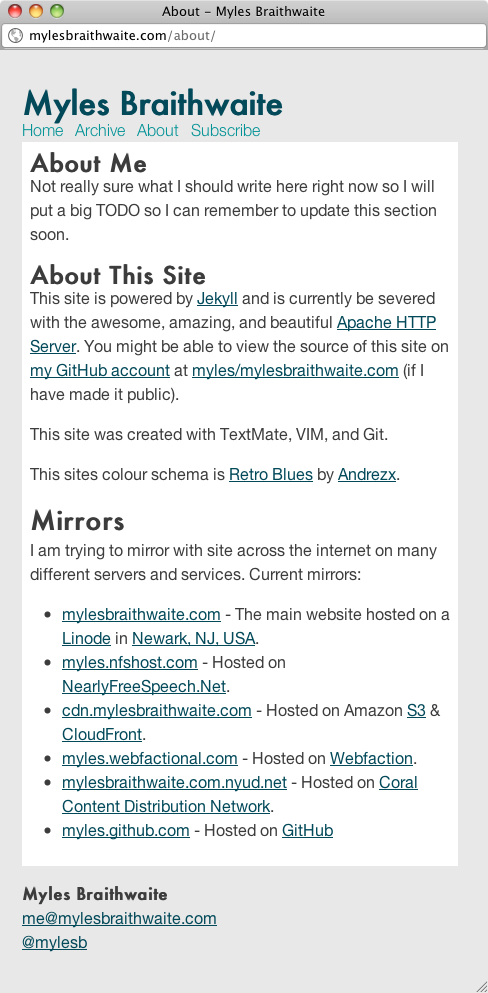 About – Myles Braithwaite
mylesbraithwaite.com/about/
Myles Braithwaite
Home Archive About Subscribe
About Me
Not really sure what I should write here right now so I will
put a big TODO so I can remember to update this section
soon.
About This Site
This site is powered by Jekyll and is currently be severed
with the awesome, amazing, and beautiful Apache HTTP
Server. You might be able to view the source of this site on
my GitHub account at myles/mylesbraithwaite.com (if I
have made it public).
This site was created with TextMate, VIM, and Git.
This sites colour schema is Retro Blues by Andrezx.
Mirrors
I am trying to mirror with site across the internet on many
different servers and services. Current mirrors:
• mylesbraithwaite.com - The main website hosted on a
Linode in Newark, NJ, USA.
• myles.nfshost.com - Hosted on
NearlyFreeSpeech.Net.
• cdn.mylesbraithwaite.com - Hosted on Amazon S3 &
CloudFront.
• myles.webfactional.com - Hosted on Webfaction.
• mylesbraithwaite.com.nyud.net - Hosted on Coral
Content Distribution Network.
• myles.github.com - Hosted on GitHub
Myles Braithwaite
me@mylesbraithwaite.com
@mylesb